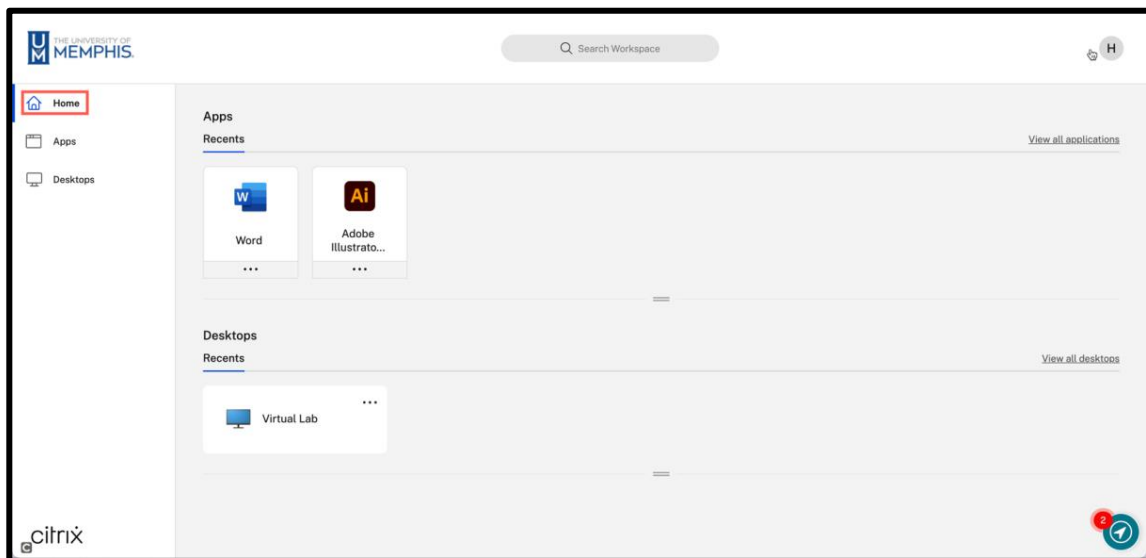 THE UNIVERSITY OF
MEMPHIS.
Search Workspace
H
Home
Apps
Desktops
Apps
Recents
View all applications
W
Word
Ai
Adobe
Illustrato...
Desktops
Recents
View all desktops
Virtual Lab
citrix
C
2